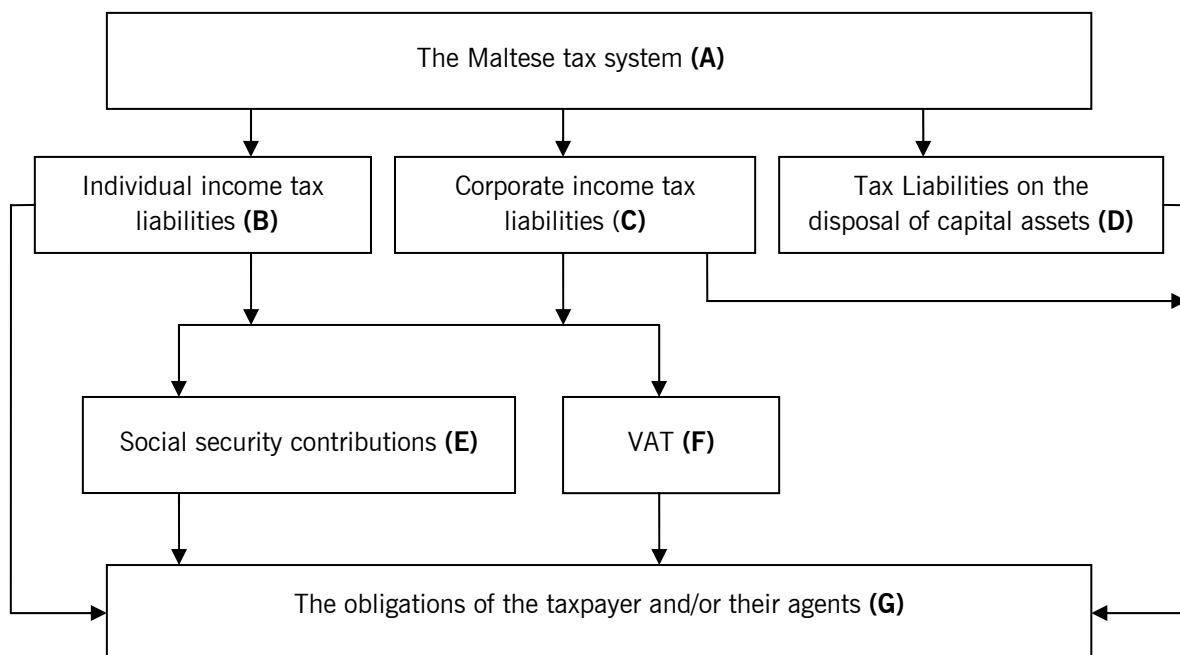 The Maltese tax system (A)
Individual income tax
liabilities (B)
Corporate income tax
liabilities (C)
Tax Liabilities on the
disposal of capital assets (D)
Social security contributions (E)
VAT (F)
The obligations of the taxpayer and/or their agents (G)